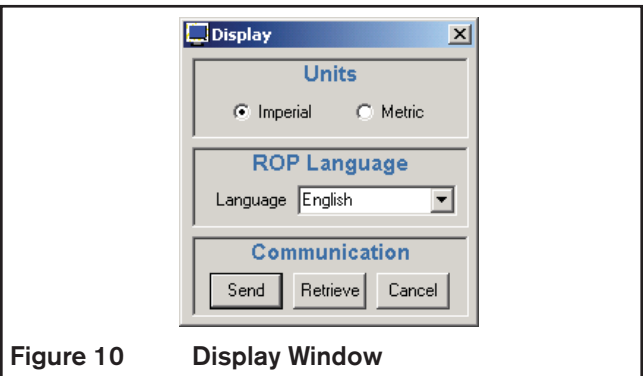 Display
Units
Imperial Metric
ROP Language
Language English
Communication
Send Retrieve Cancel
Figure 10 Display Window